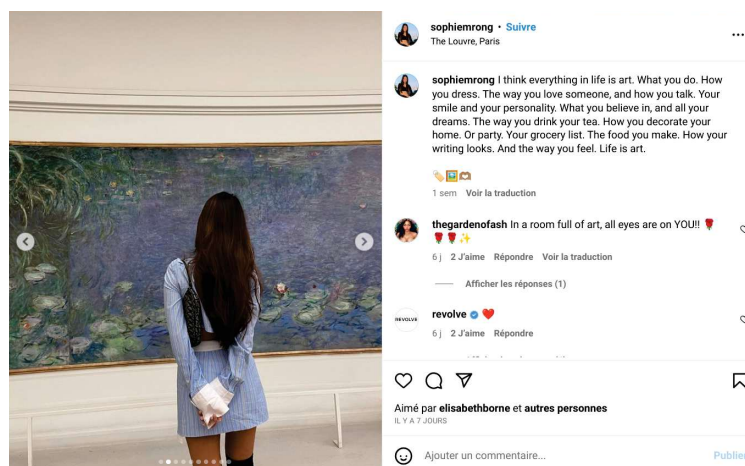 sophiemrong • Suivre
The Louvre, Paris
sophiemrong I think everything in life is art. What you do. How
you dress. The way you love someone, and how you talk. Your
smile and your personality. What you believe in, and all your
dreams. The way you drink your tea. How you decorate your
home. Or party. Your grocery list. The food you make. How your
writing looks. And the way you feel. Life is art.
🏷️🖼️🫶🏽
1 sem Voir la traduction
thegardenofash In a room full of art, all eyes are on YOU!! 🌹
🌹🌹✨
6 j 2 J'aime Répondre Voir la traduction
Afficher les réponses (1)
REVOLVE
revolve ❤️
6 j 2 J'aime Répondre
Aimé par elisabethborne et autres personnes
IL Y A 7 JOURS
Ajouter un commentaire...
Publier